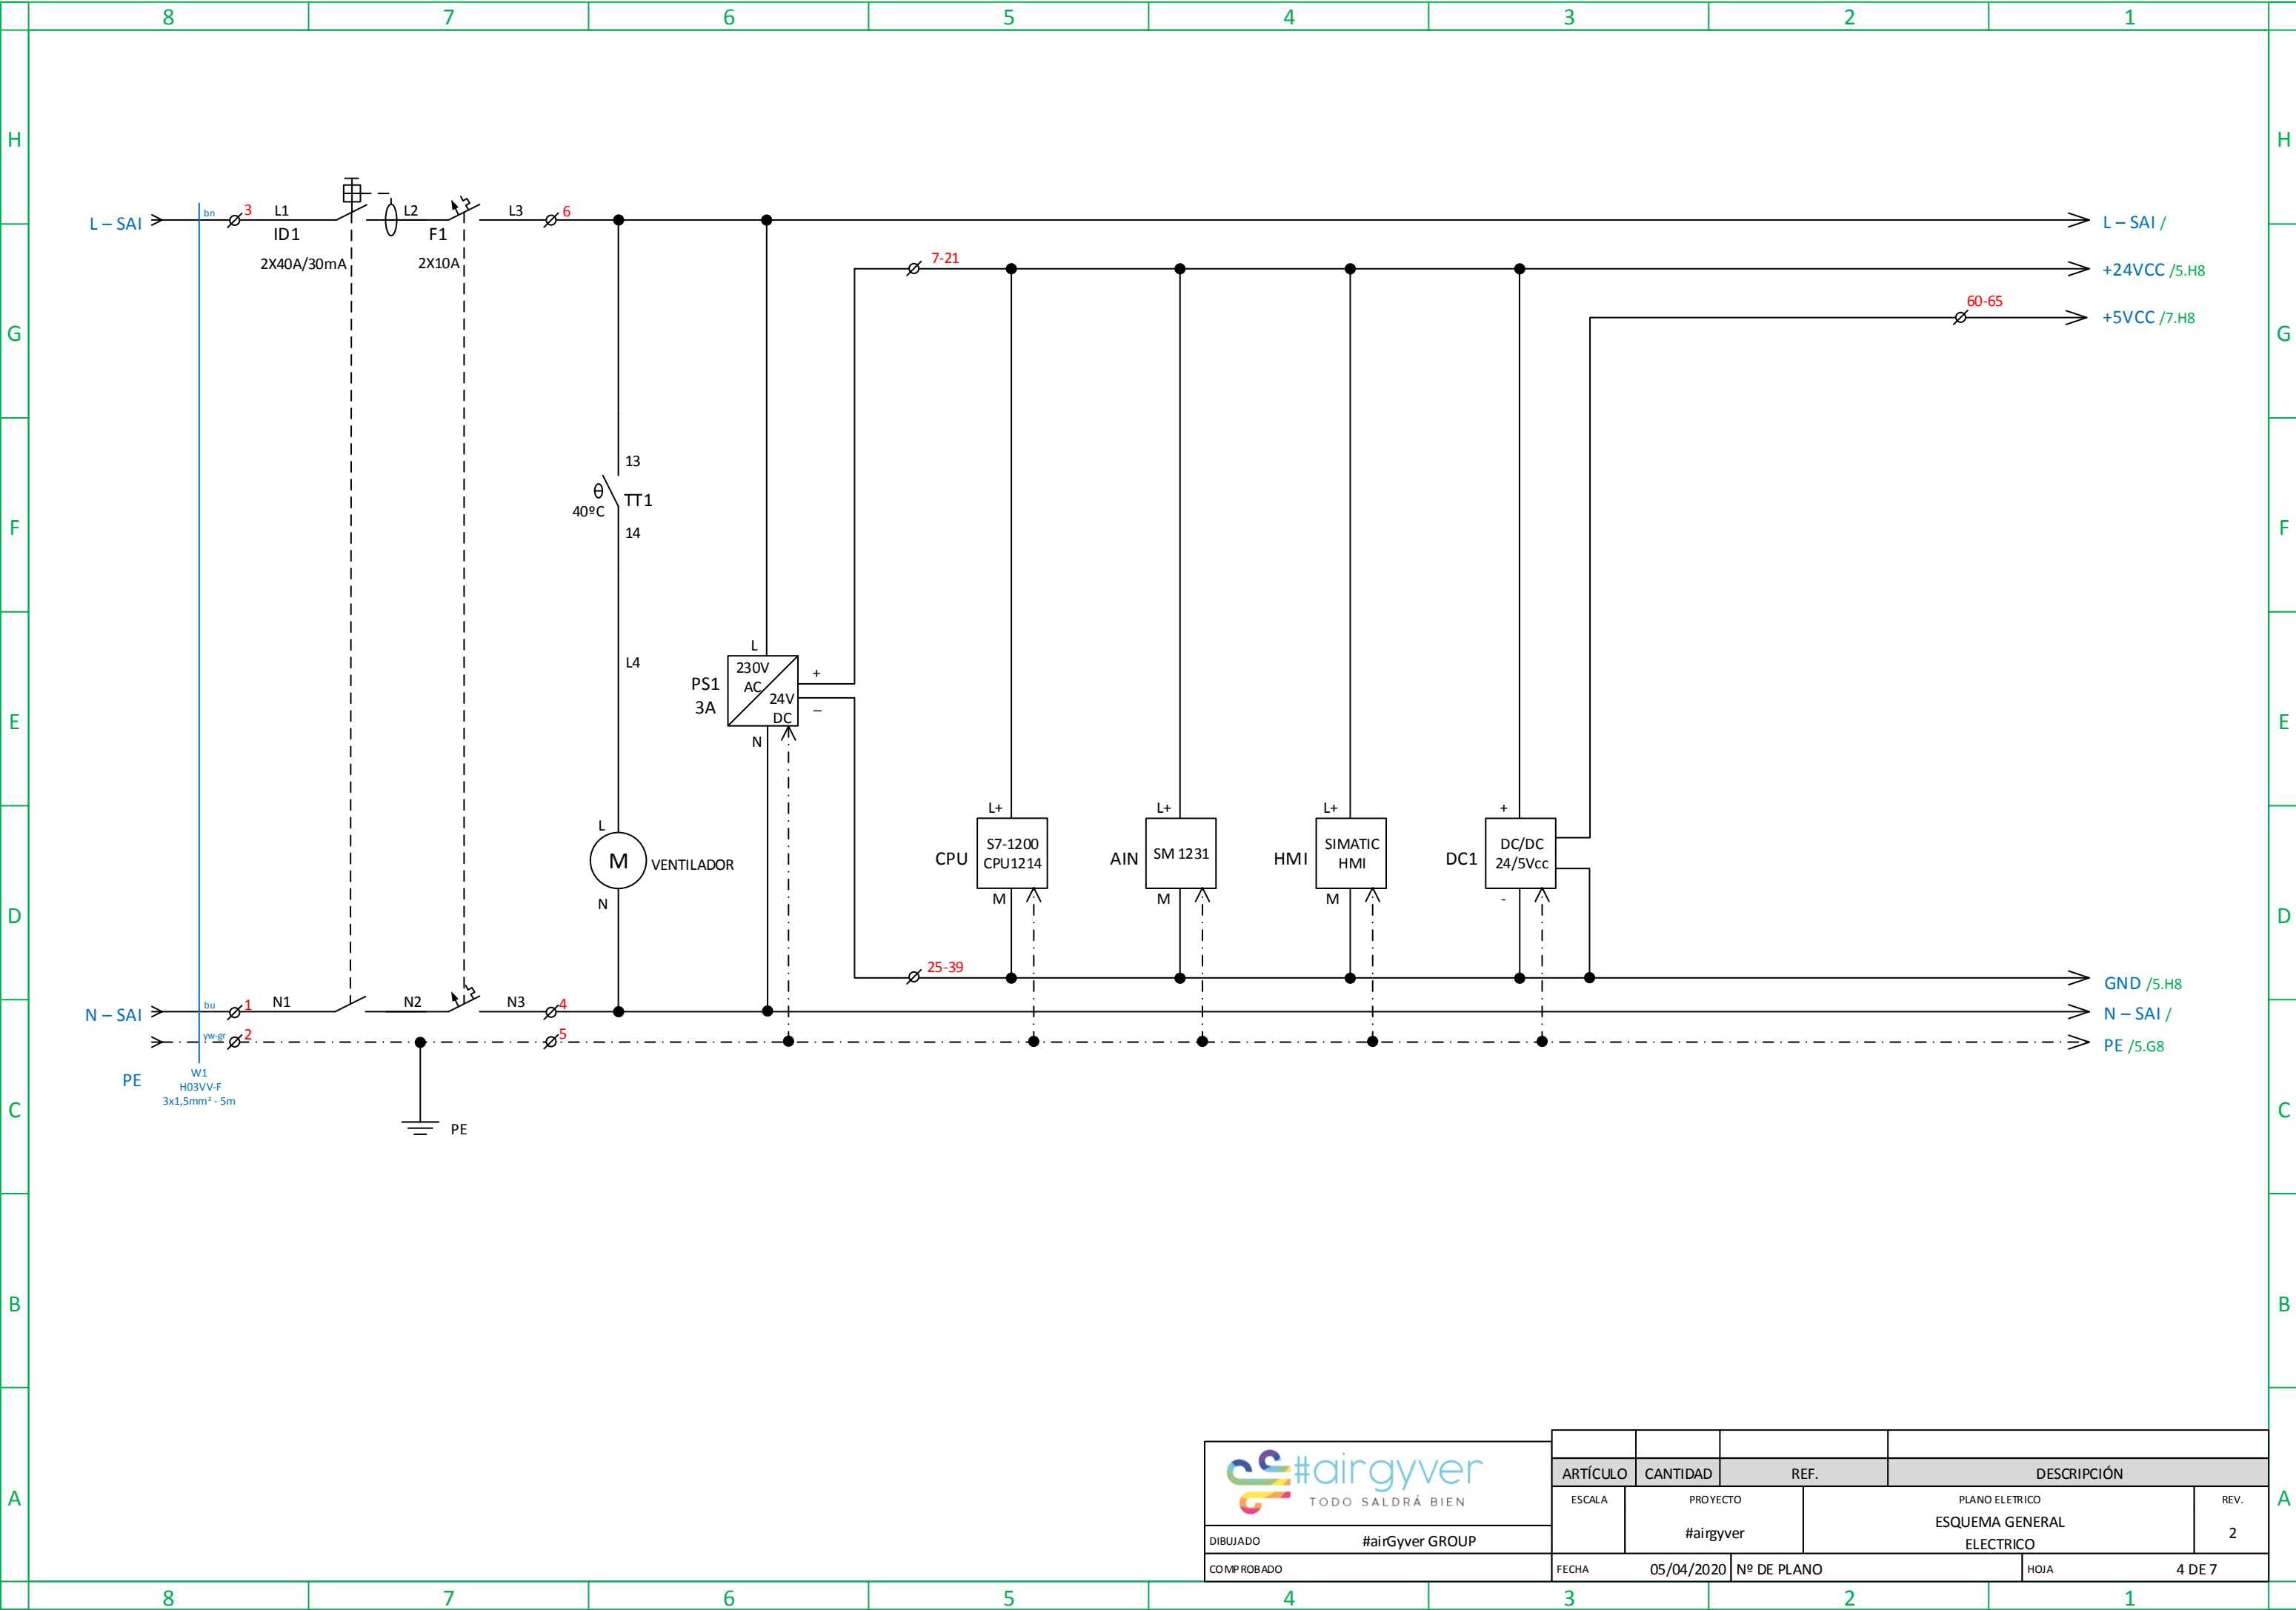 8 7 6 5 4 3 2 1
H H
L – SAI
bn
3
L1
L2
L3
6
L – SAI /
ID1
F1
2X40A/30mA
2X10A
7-21
+24VCC /5.H8
60-65
+5VCC /7.H8
G G
13
θ
TT1
40ºC
14
F F
L4
L
230V
AC
24V
DC
PS1
3A
+
–
N
E E
L
M
VENTILADOR
N
L+
CPU
S7-1200
CPU1214
M
L+
AIN
SM 1231
M
L+
HMI
SIMATIC
HMI
M
+
DC1
DC/DC
24/5Vcc
-
D D
25-39
GND /5.H8
N – SAI
bu
1
N1
N2
N3
4
N – SAI /
yw-gr
2
5
PE /5.G8
PE
W1
H03VV-F
3x1,5mm² - 5m
PE
C C
B B
A A
#airgyver
TODO SALDRÁ BIEN
DIBUJADO #airGyver GROUP
COMPROBADO
ARTÍCULO CANTIDAD REF. DESCRIPCIÓN
ESCALA PROYECTO PLANO ELETRICO REV.
#airgyver
ESQUEMA GENERAL
ELECTRICO
2
FECHA 05/04/2020 Nº DE PLANO HOJA 4 DE 7
8 7 6 5 4 3 2 1